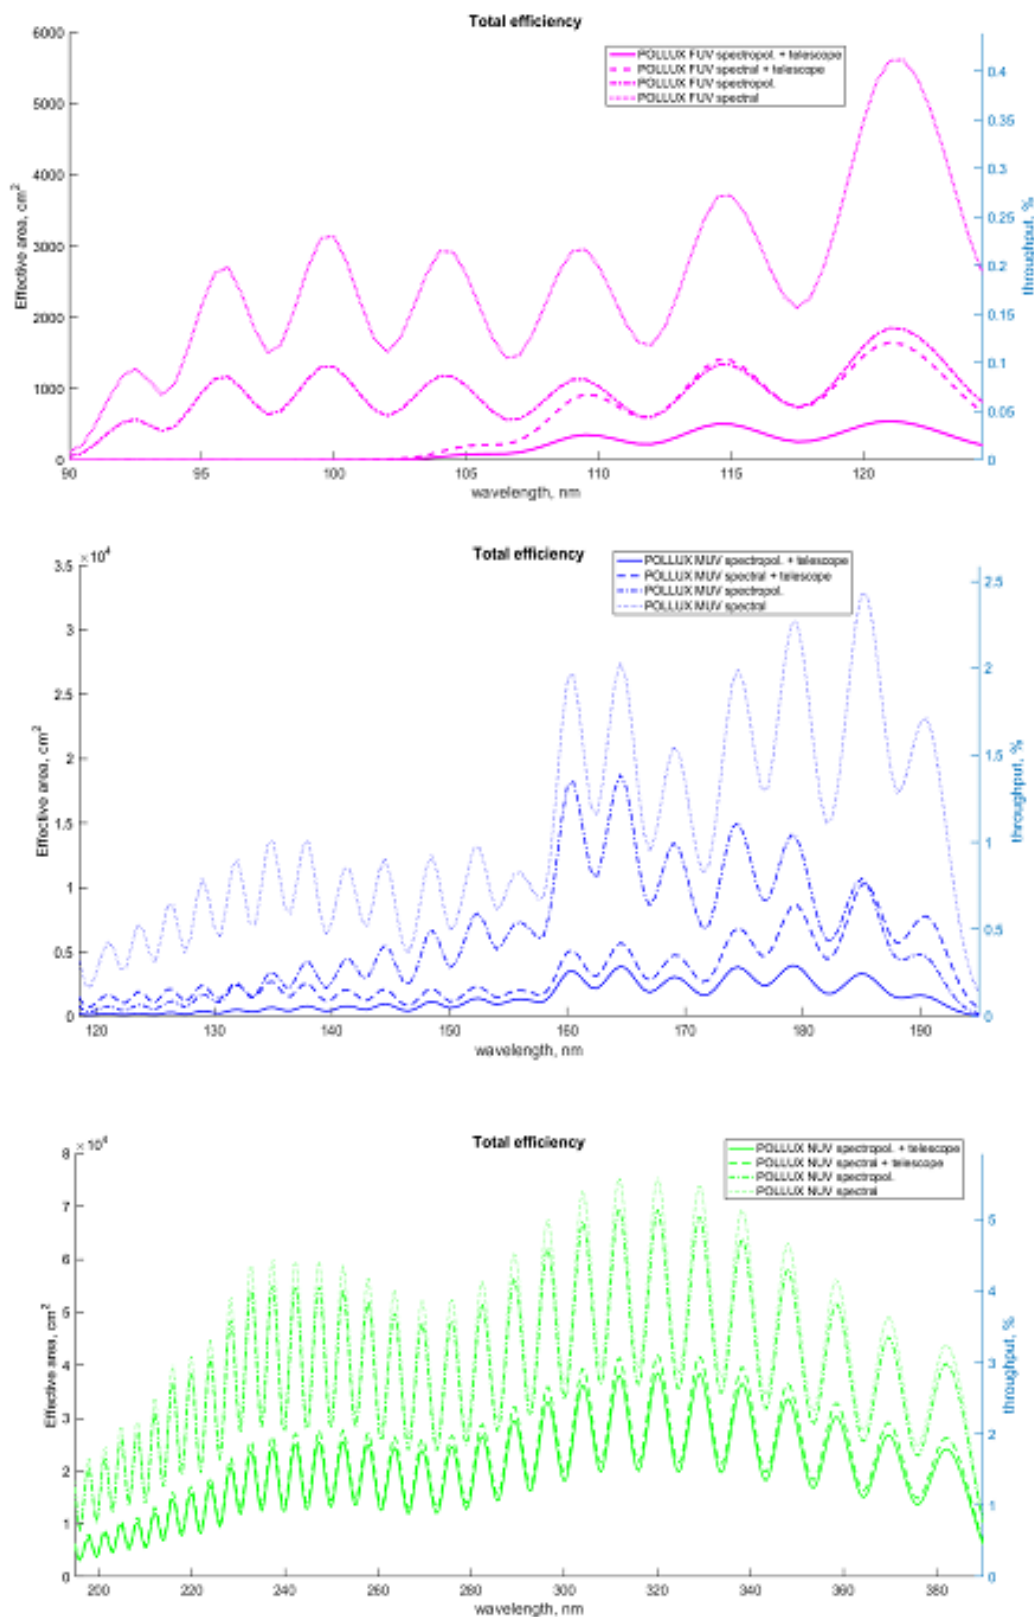 Total efficiency
POLLUX FUV spectropol. + telescope
POLLUX FUV spectral + telescope
POLLUX FUV spectropol.
POLLUX FUV spectral
Effective area, cm²
6000
5000
4000
3000
2000
1000
0
90 95 100 105 110 115 120
wavelength, nm
0.4
0.35
0.3
0.25
0.2
0.15
0.1
0.05
0
throughput, %
Total efficiency
POLLUX MUV spectropol. + telescope
POLLUX MUV spectral + telescope
POLLUX MUV spectropol.
POLLUX MUV spectral
×10⁴
Effective area, cm²
3.5
3
2.5
2
1.5
1
0.5
0
120 130 140 150 160 170 180 190
wavelength, nm
2.5
2
1.5
1
0.5
0
throughput, %
Total efficiency
POLLUX NUV spectropol. + telescope
POLLUX NUV spectral + telescope
POLLUX NUV spectropol.
POLLUX NUV spectral
×10⁴
Effective area, cm²
8
7
6
5
4
3
2
1
0
200 220 240 260 280 300 320 340 360 380
wavelength, nm
5
4
3
2
1
0
throughput, %